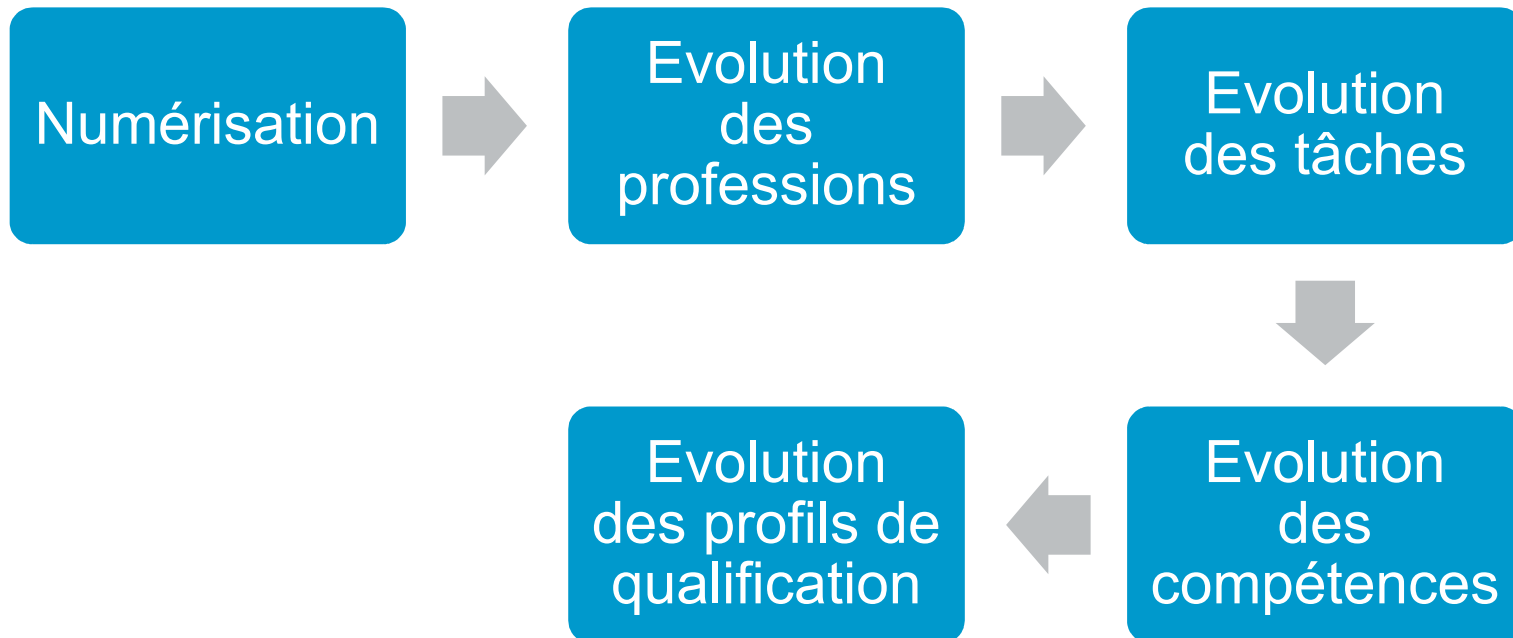 Numérisation
Evolution
des
professions
Evolution
des tâches
Evolution
des
compétences
Evolution
des profils de
qualification